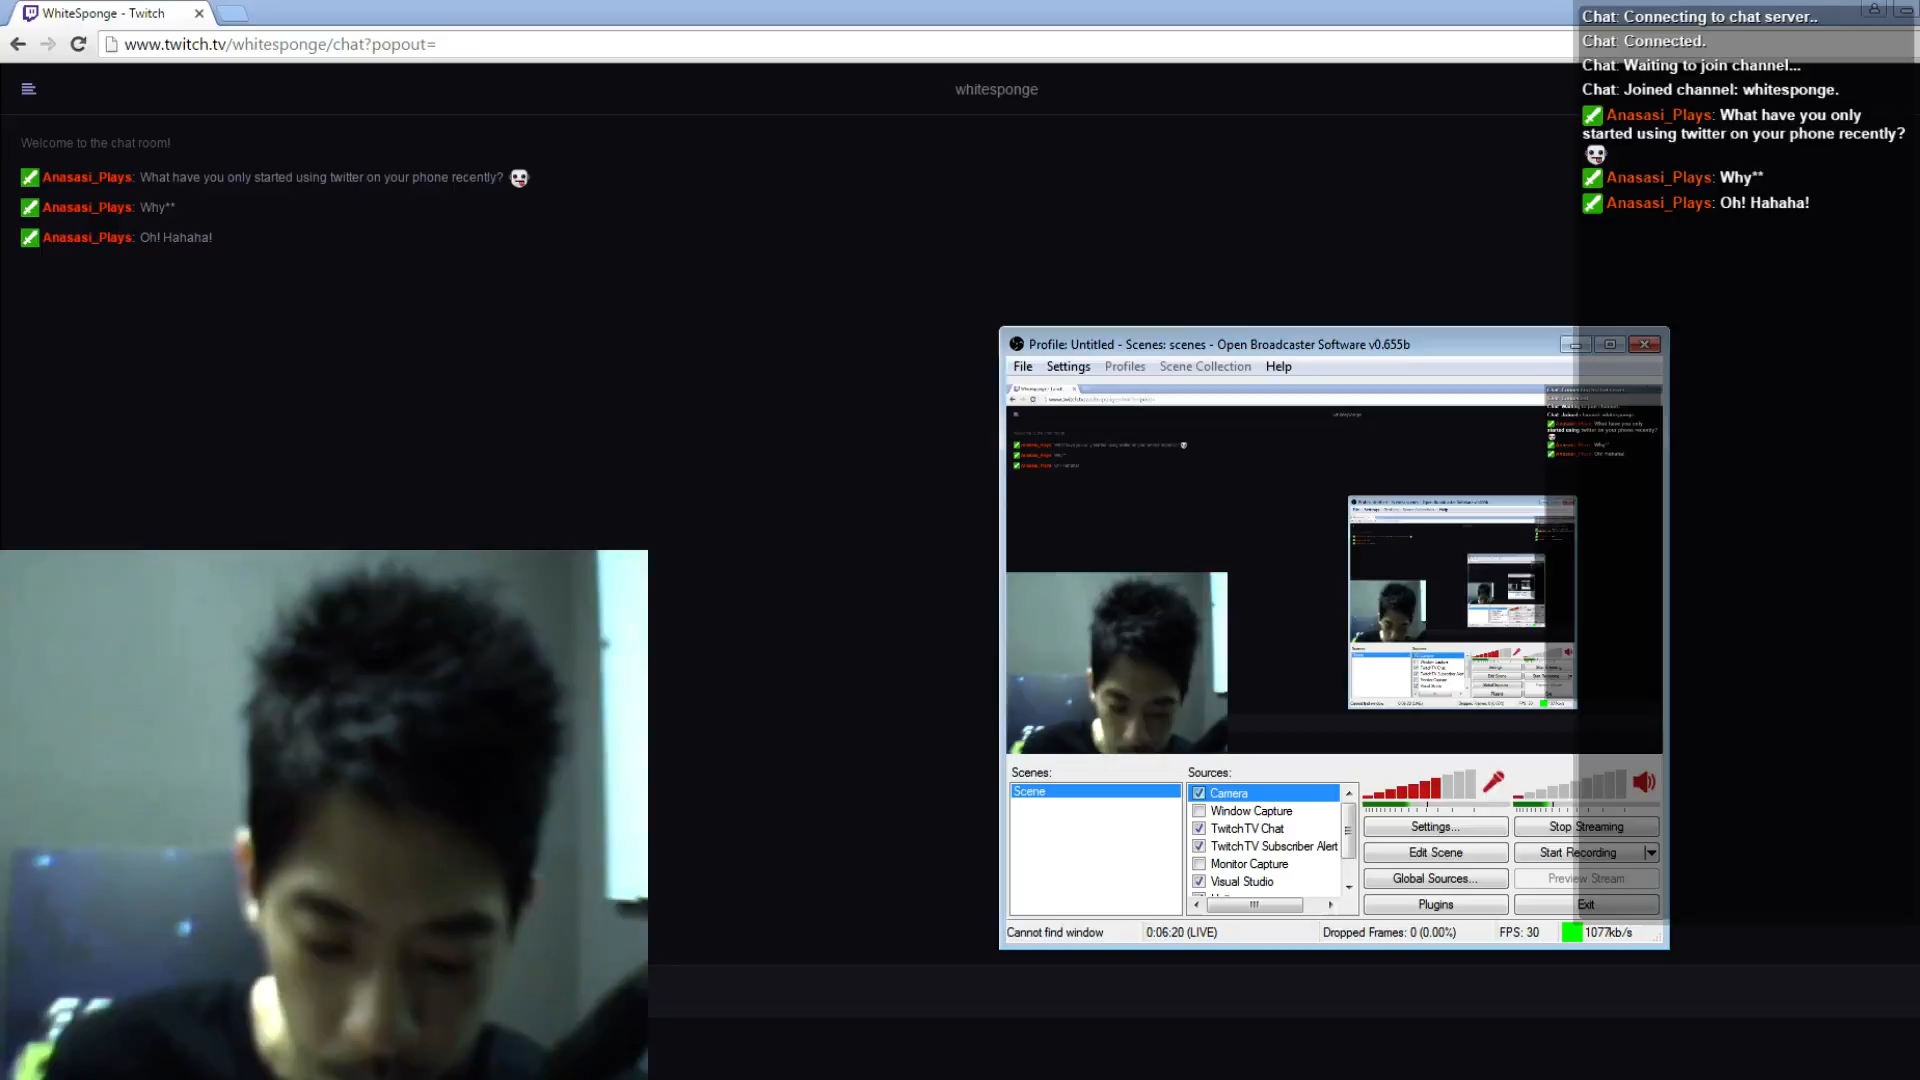 WhiteSponge - Twitch
www.twitch.tv/whitesponge/chat?popout=
whitesponge
Welcome to the chat room!
Anasasi_Plays: What have you only started using twitter on your phone recently?
Anasasi_Plays: Why**
Anasasi_Plays: Oh! Hahaha!
Chat: Connecting to chat server..
Chat: Connected.
Chat: Waiting to join channel...
Chat: Joined channel: whitesponge.
Anasasi_Plays: What have you only
started using twitter on your phone recently?
Anasasi_Plays: Why**
Anasasi_Plays: Oh! Hahaha!
Profile: Untitled - Scenes: scenes - Open Broadcaster Software v0.655b
File Settings Profiles Scene Collection Help
Scenes:
Scene
Sources:
Camera
Window Capture
TwitchTV Chat
TwitchTV Subscriber Alert
Monitor Capture
Visual Studio
Settings...
Stop Streaming
Edit Scene
Start Recording
Global Sources...
Preview Stream
Plugins
Exit
Cannot find window
0:06:20 (LIVE)
Dropped Frames: 0 (0.00%)
FPS: 30
1077kb/s